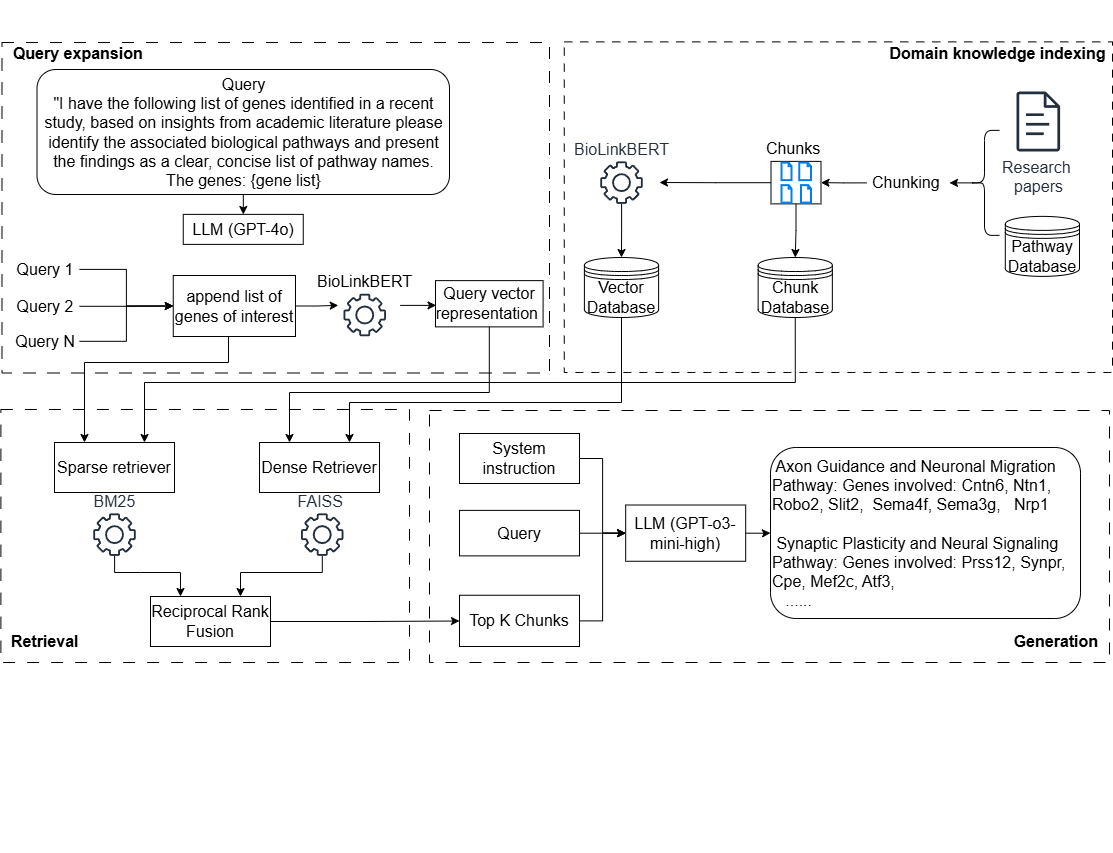 Query expansion
Query
"I have the following list of genes identified in a recent
study, based on insights from academic literature please
identify the associated biological pathways and present
the findings as a clear, concise list of pathway names.
The genes: {gene list}
LLM (GPT-4o)
Query 1
Query 2
Query N
append list of
genes of interest
BioLinkBERT
Query vector
representation
Domain knowledge indexing
Research
papers
Pathway
Database
Chunking
Chunks
BioLinkBERT
Vector
Database
Chunk
Database
Sparse retriever
BM25
Dense Retriever
FAISS
Reciprocal Rank
Fusion
Retrieval
System
instruction
Query
Top K Chunks
LLM (GPT-o3-
mini-high)
Axon Guidance and Neuronal Migration
Pathway: Genes involved: Cntn6, Ntn1,
Robo2, Slit2, Sema4f, Sema3g, Nrp1
Synaptic Plasticity and Neural Signaling
Pathway: Genes involved: Prss12, Synpr,
Cpe, Mef2c, Atf3,
......
Generation